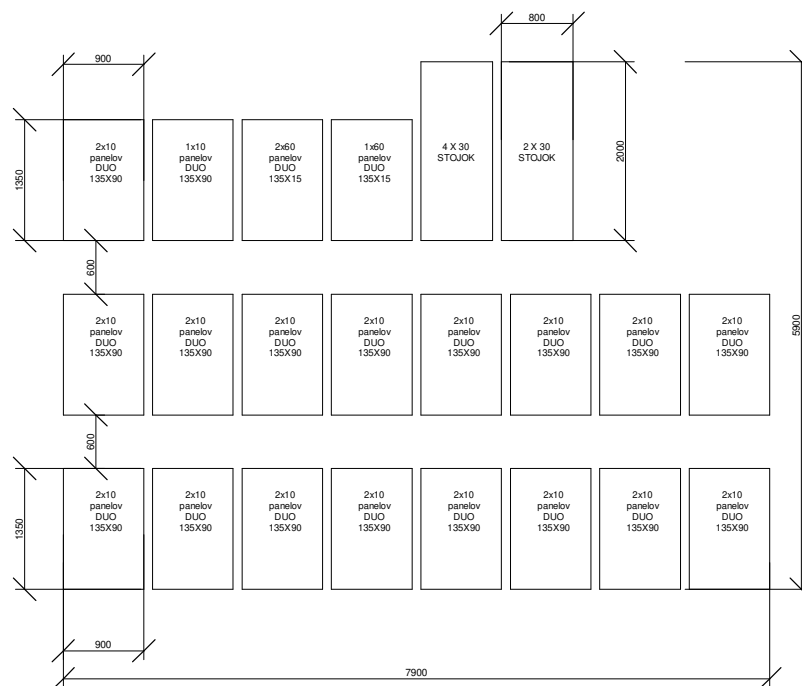 800
900
2x10
panelov
DUO
135X90
1x10
panelov
DUO
135X90
2x60
panelov
DUO
135X15
1x60
panelov
DUO
135X15
4 X 30
STOJOK
2 X 30
STOJOK
1350
2000
600
5900
2x10
panelov
DUO
135X90
2x10
panelov
DUO
135X90
2x10
panelov
DUO
135X90
2x10
panelov
DUO
135X90
2x10
panelov
DUO
135X90
2x10
panelov
DUO
135X90
2x10
panelov
DUO
135X90
2x10
panelov
DUO
135X90
600
1350
2x10
panelov
DUO
135X90
2x10
panelov
DUO
135X90
2x10
panelov
DUO
135X90
2x10
panelov
DUO
135X90
2x10
panelov
DUO
135X90
2x10
panelov
DUO
135X90
2x10
panelov
DUO
135X90
2x10
panelov
DUO
135X90
900
7900